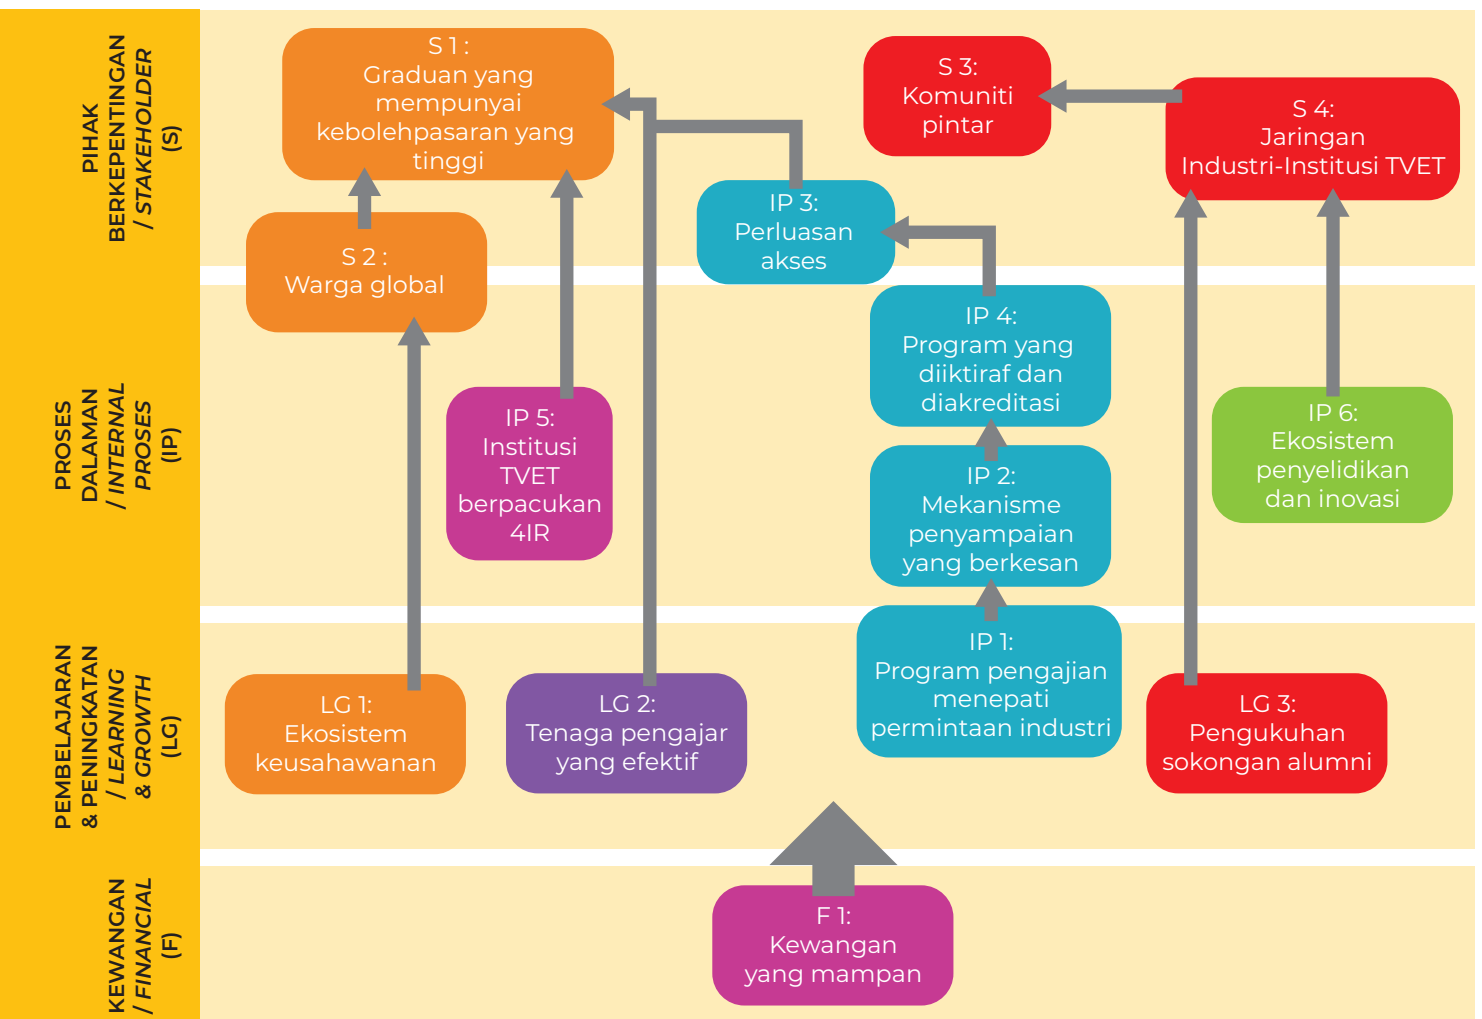 PIHAK
BERKEPENTINGAN
/ STAKEHOLDER
(S)
S 1 :
Graduan yang
mempunyai
kebolehpasaran yang
tinggi
S 3:
Komuniti
pintar
S 4:
Jaringan
Industri-Institusi TVET
IP 3:
Perluasan
akses
S 2 :
Warga global
PROSES
DALAMAN
/ INTERNAL
PROSES
(IP)
IP 4:
Program yang
diiktiraf dan
diakreditasi
IP 5:
Institusi
TVET
berpacukan
4IR
IP 6:
Ekosistem
penyelidikan
dan inovasi
IP 2:
Mekanisme
penyampaian
yang berkesan
PEMBELAJARAN
& PENINGKATAN
/ LEARNING
& GROWTH
(LG)
IP 1:
Program pengajian
menepati
permintaan industri
LG 1:
Ekosistem
keusahawanan
LG 2:
Tenaga pengajar
yang efektif
LG 3:
Pengukuhan
sokongan alumni
KEWANGAN
/ FINANCIAL
(F)
F 1:
Kewangan
yang mampan